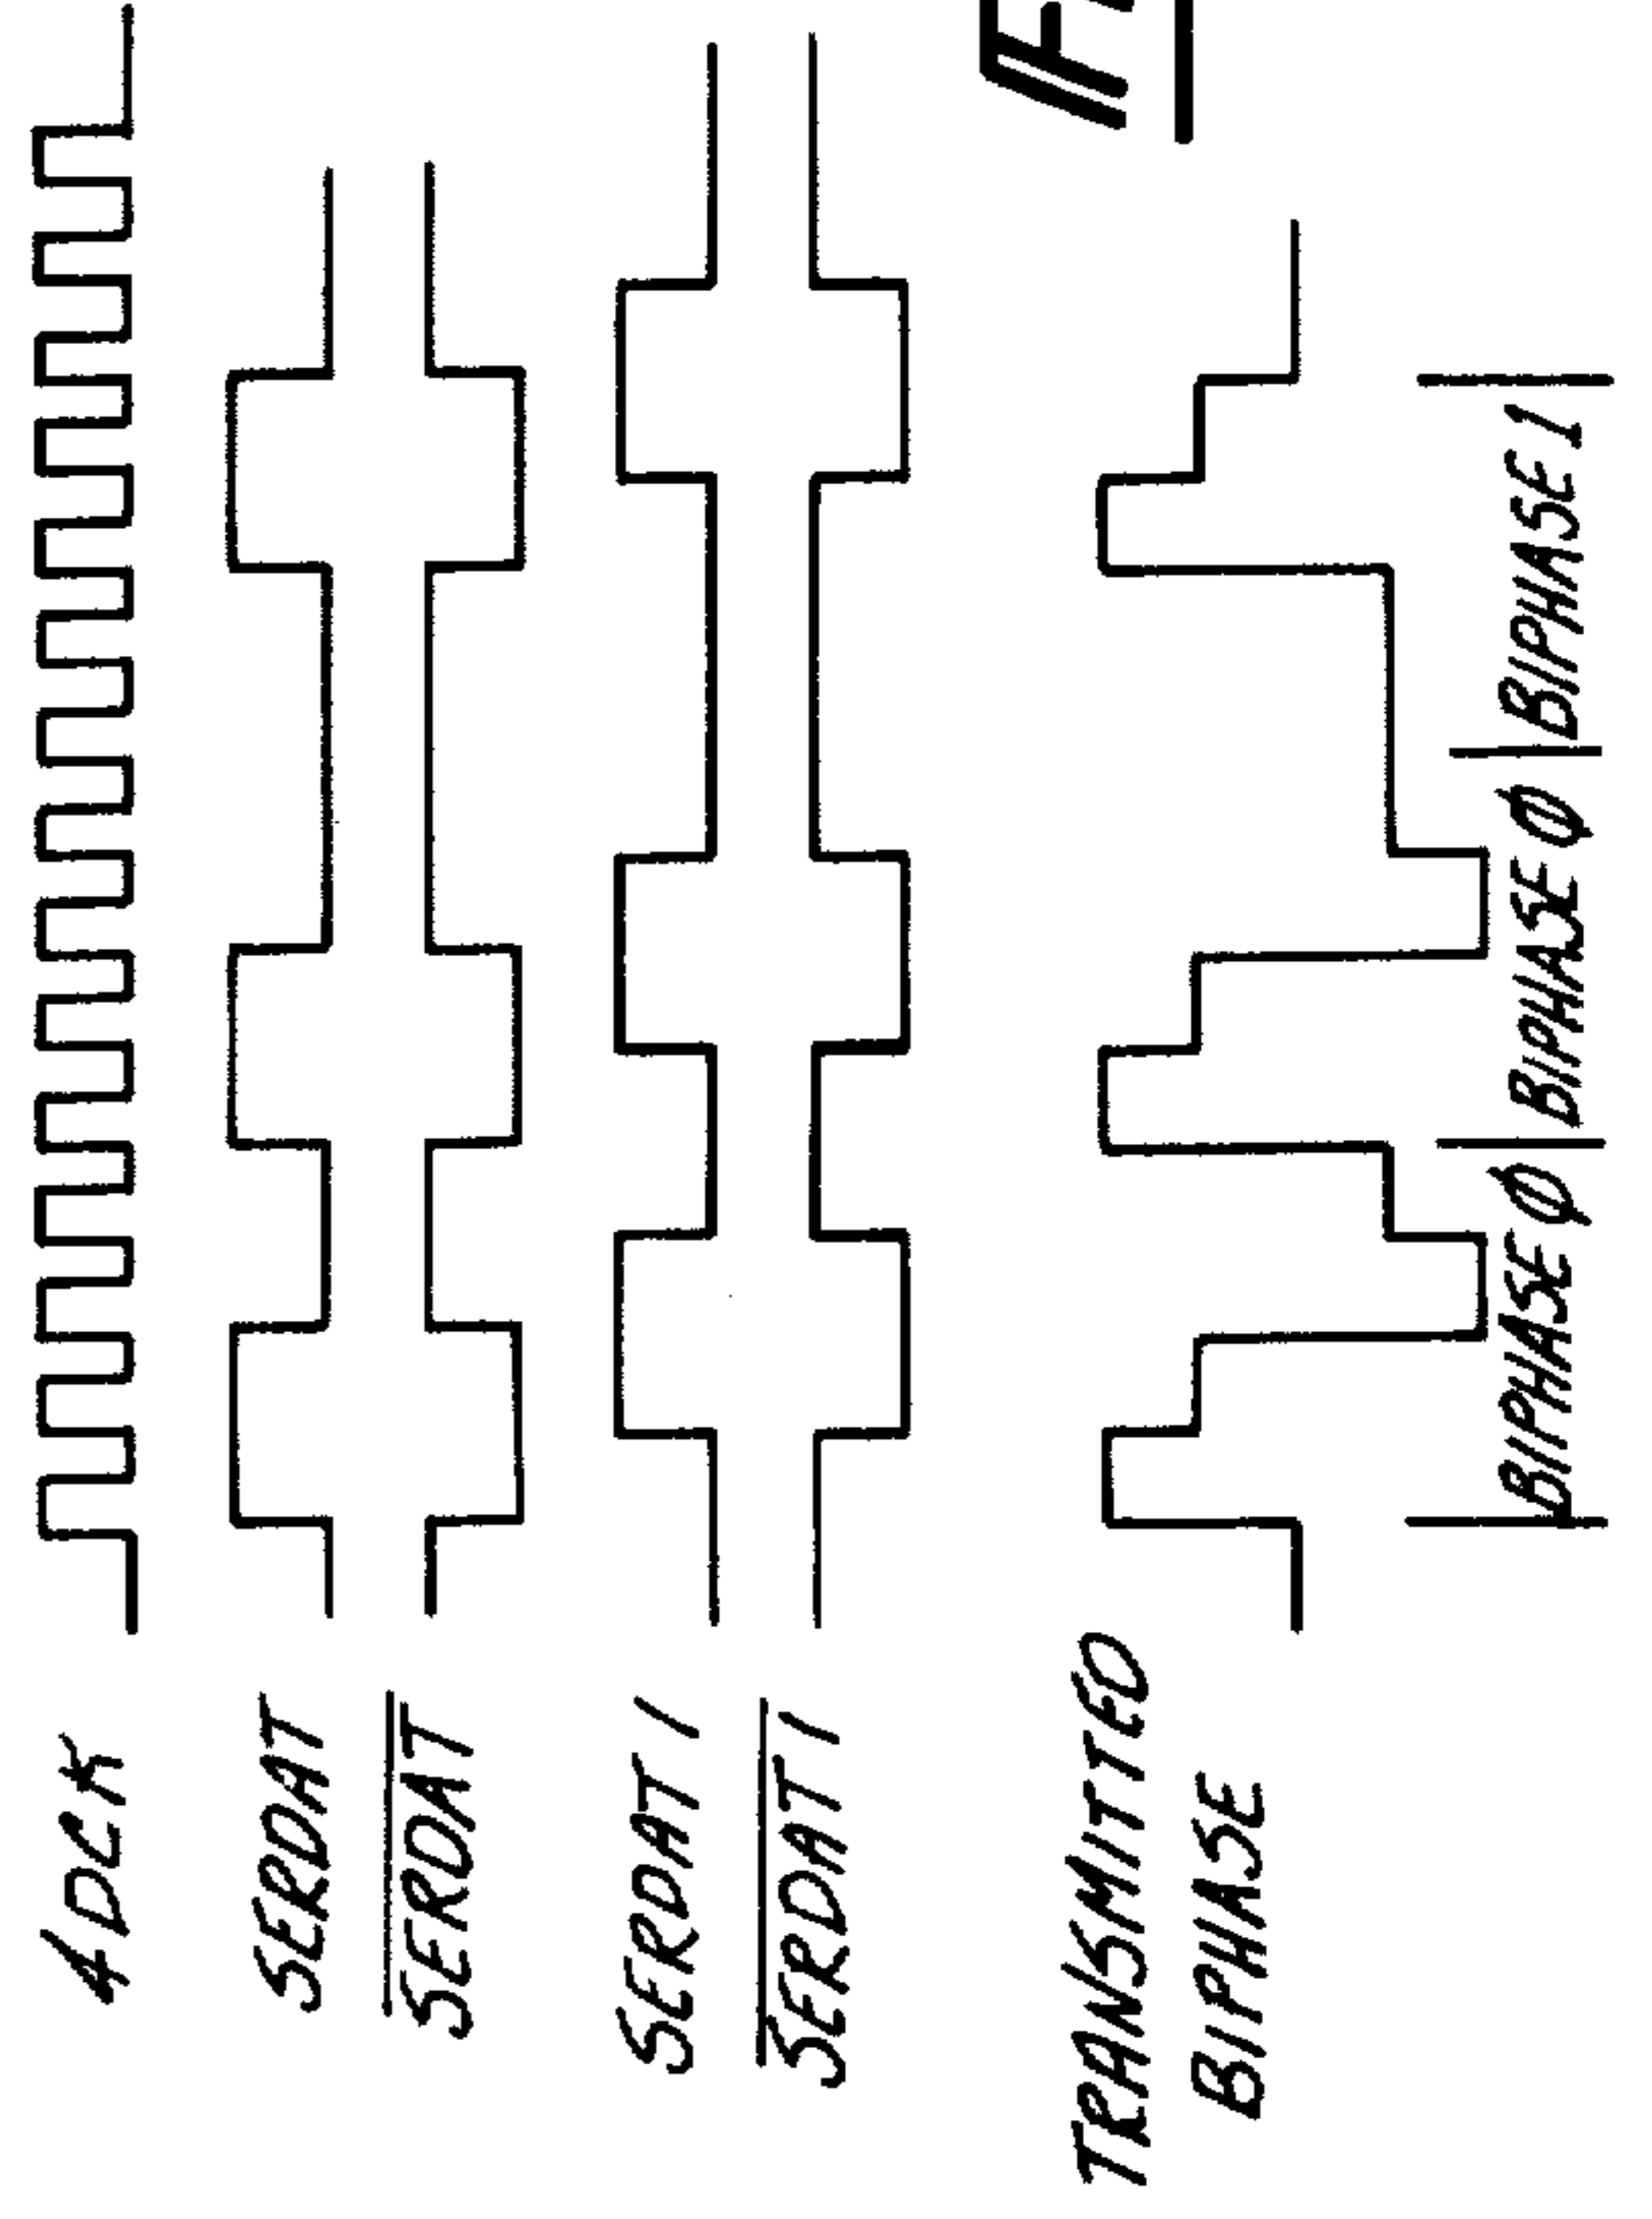 4DCK
SERDAT
SERDAT
SERDAT 1
SERDAT 1
TRANSMITTED
BIPHASE
BIPHASE Ø BIPHASE Ø BIPHASE 1